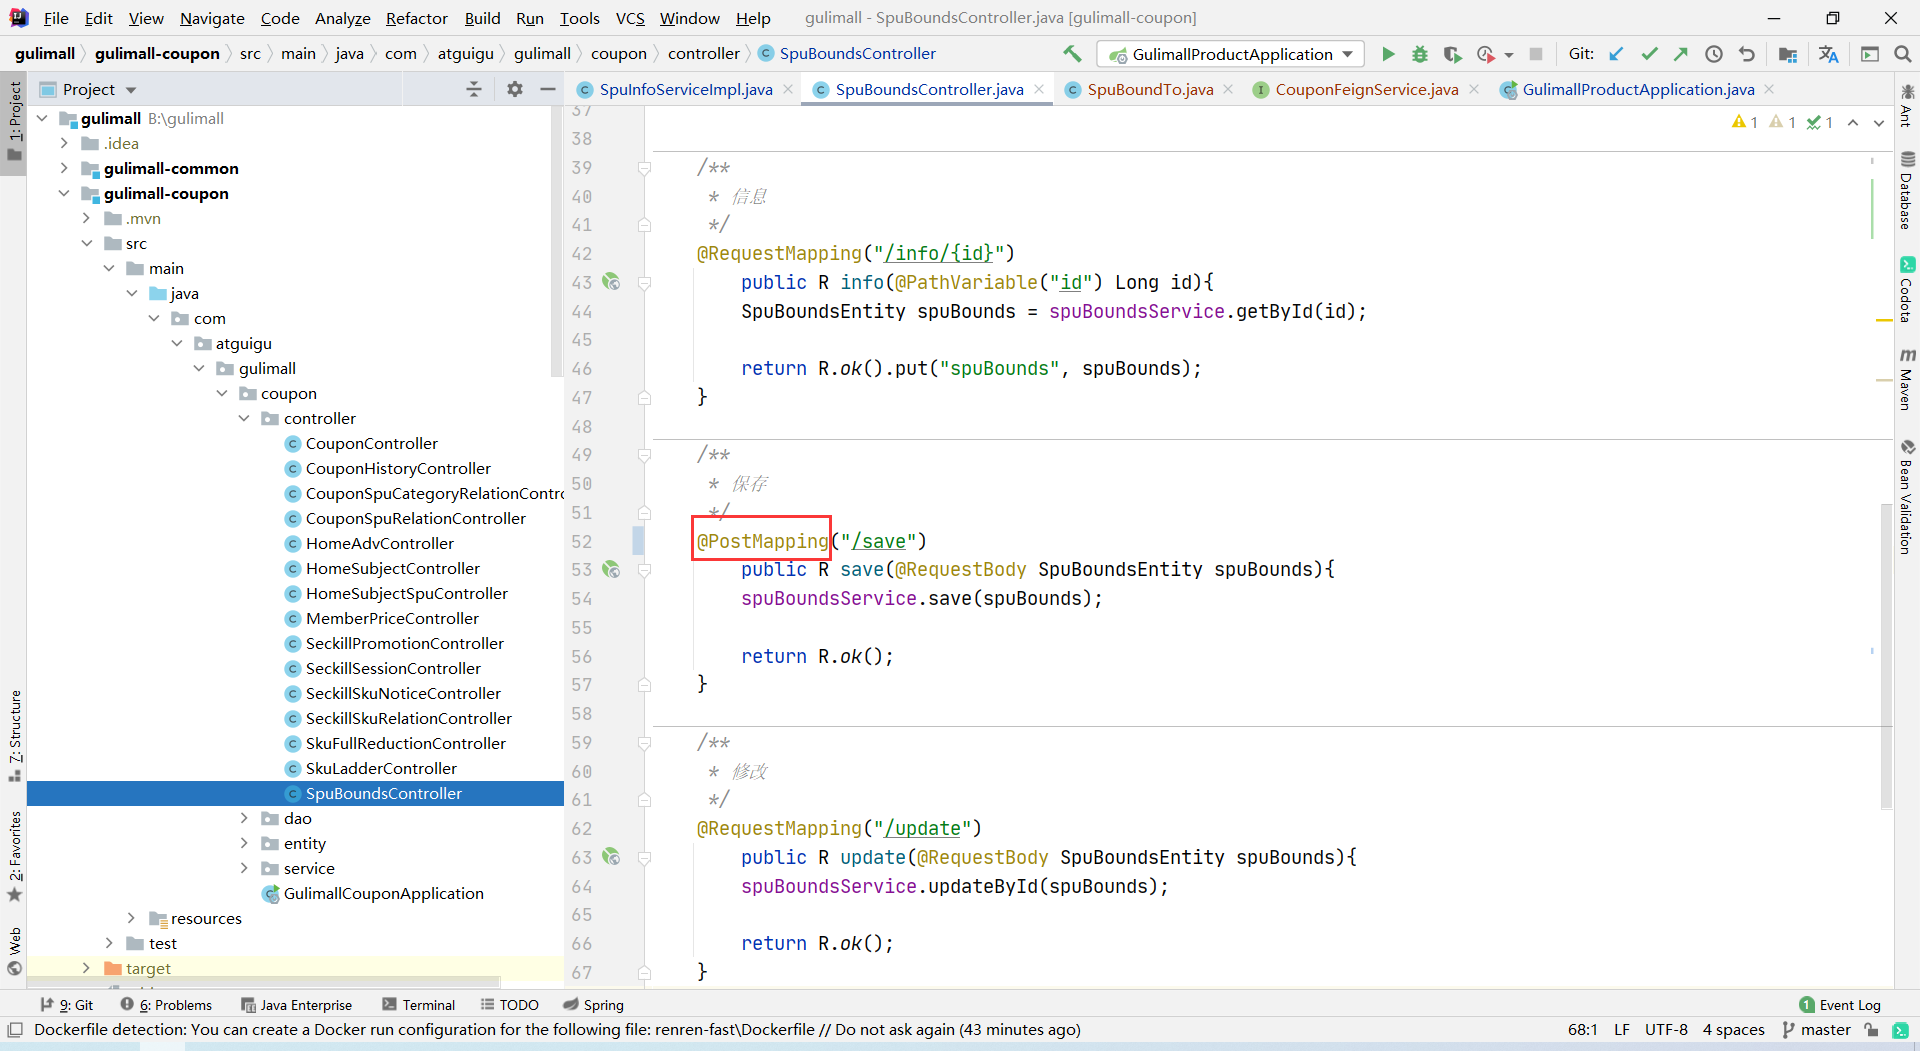 File Edit View Navigate Code Analyze Refactor Build Run Tools VCS Window Help gulimall - SpuBoundsController.java [gulimall-coupon]
gulimall gulimall-coupon src main java com atguigu gulimall coupon controller SpuBoundsController GulimallProductApplication Git:
Project
SpuInfoServiceImpl.java SpuBoundsController.java SpuBoundTo.java CouponFeignService.java GulimallProductApplication.java
1: Project
7: Structure
2: Favorites
Web
gulimall B:\gulimall
.idea
gulimall-common
gulimall-coupon
.mvn
src
main
java
com
atguigu
gulimall
coupon
controller
CouponController
CouponHistoryController
CouponSpuCategoryRelationContro
CouponSpuRelationController
HomeAdvController
HomeSubjectController
HomeSubjectSpuController
MemberPriceController
SeckillPromotionController
SeckillSessionController
SeckillSkuNoticeController
SeckillSkuRelationController
SkuFullReductionController
SkuLadderController
SpuBoundsController
dao
entity
service
GulimallCouponApplication
resources
test
target
1 1 1
37
38
39 /**
40 * 信息
41 */
42 @RequestMapping("/info/{id}")
43 public R info(@PathVariable("id") Long id){
44 SpuBoundsEntity spuBounds = spuBoundsService.getById(id);
45
46 return R.ok().put("spuBounds", spuBounds);
47 }
48
49 /**
50 * 保存
51 */
52 @PostMapping("/save")
53 public R save(@RequestBody SpuBoundsEntity spuBounds){
54 spuBoundsService.save(spuBounds);
55
56 return R.ok();
57 }
58
59 /**
60 * 修改
61 */
62 @RequestMapping("/update")
63 public R update(@RequestBody SpuBoundsEntity spuBounds){
64 spuBoundsService.updateById(spuBounds);
65
66 return R.ok();
67 }
Ant
Database
Codota
Maven
Bean Validation
9: Git 6: Problems Java Enterprise Terminal TODO Spring 1 Event Log
Dockerfile detection: You can create a Docker run configuration for the following file: renren-fast\Dockerfile // Do not ask again (43 minutes ago) 68:1 LF UTF-8 4 spaces master